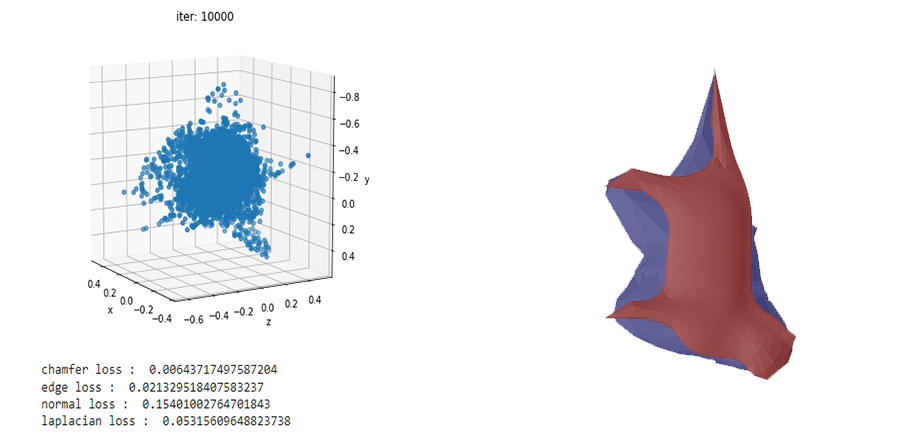 iter: 10000
−0.8
−0.6
−0.4
−0.2
y
0.0
0.2
0.4
0.4
0.2
0.0
−0.2
−0.4
x
−0.6
−0.4
−0.2
0.0
0.2
0.4
z
chamfer loss :  0.00643717497587204
edge loss :  0.021329518407583237
normal loss :  0.15401002764701843
laplacian loss :  0.05315609648823738